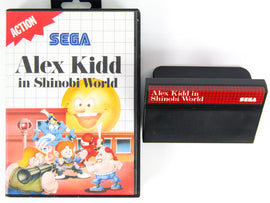 ACTION
SEGA
Alex Kidd
in Shinobi World
Alex Kidd in
Shinobi World
SEGA